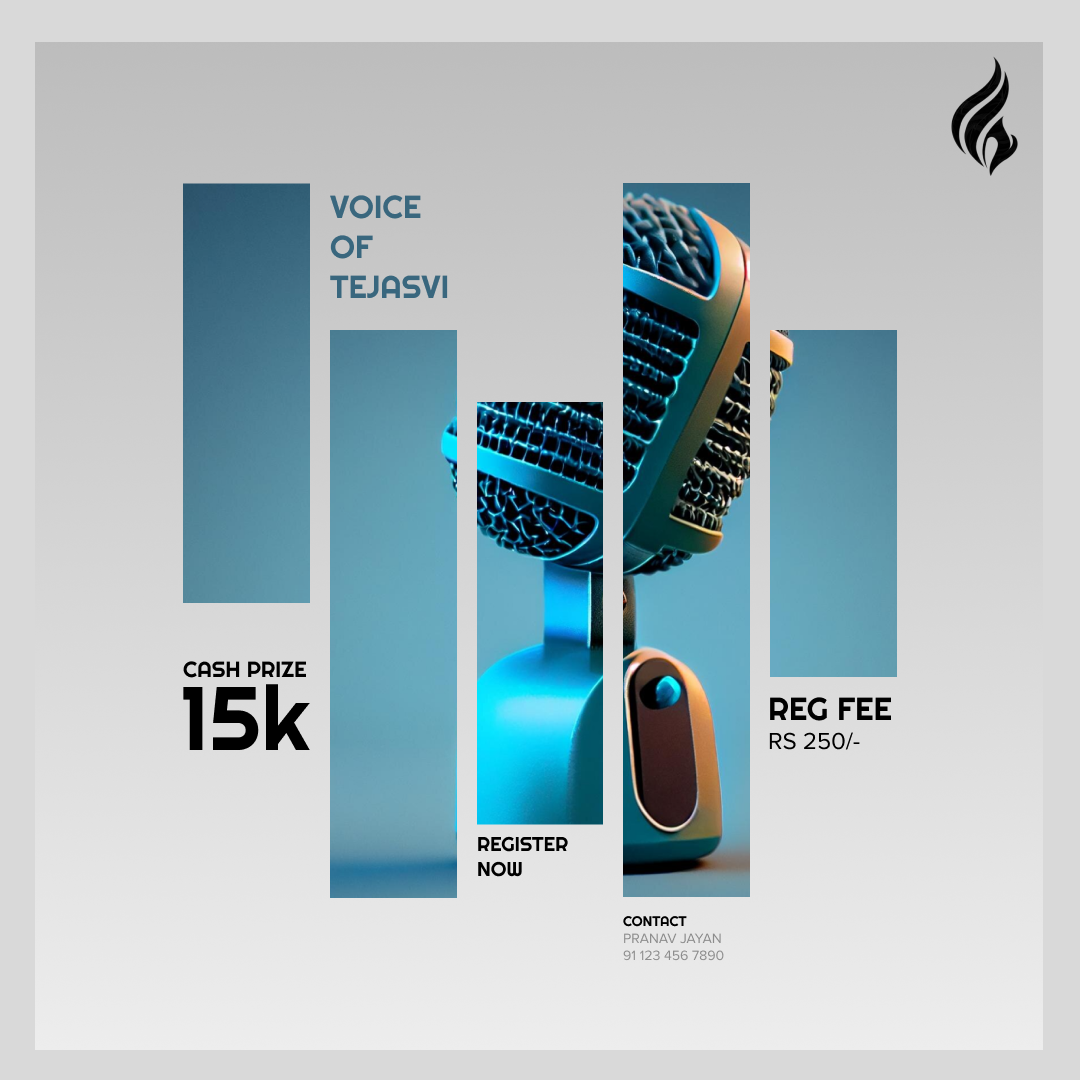 VOICE
OF
TEJASVI
CASH PRIZE
15k
REG FEE
RS 250/-
REGISTER
NOW
CONTACT
PRANAV JAYAN
91 123 456 7890